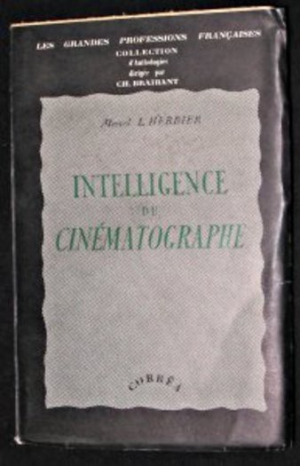 LES GRANDES PROFESSIONS FRANÇAISES
COLLECTION
d'Anthologies
dirigée par
CH. BRAIBANT
Marcel L'HERBIER
INTELLIGENCE
DU
CINÉMATOGRAPHE
CORRÊA